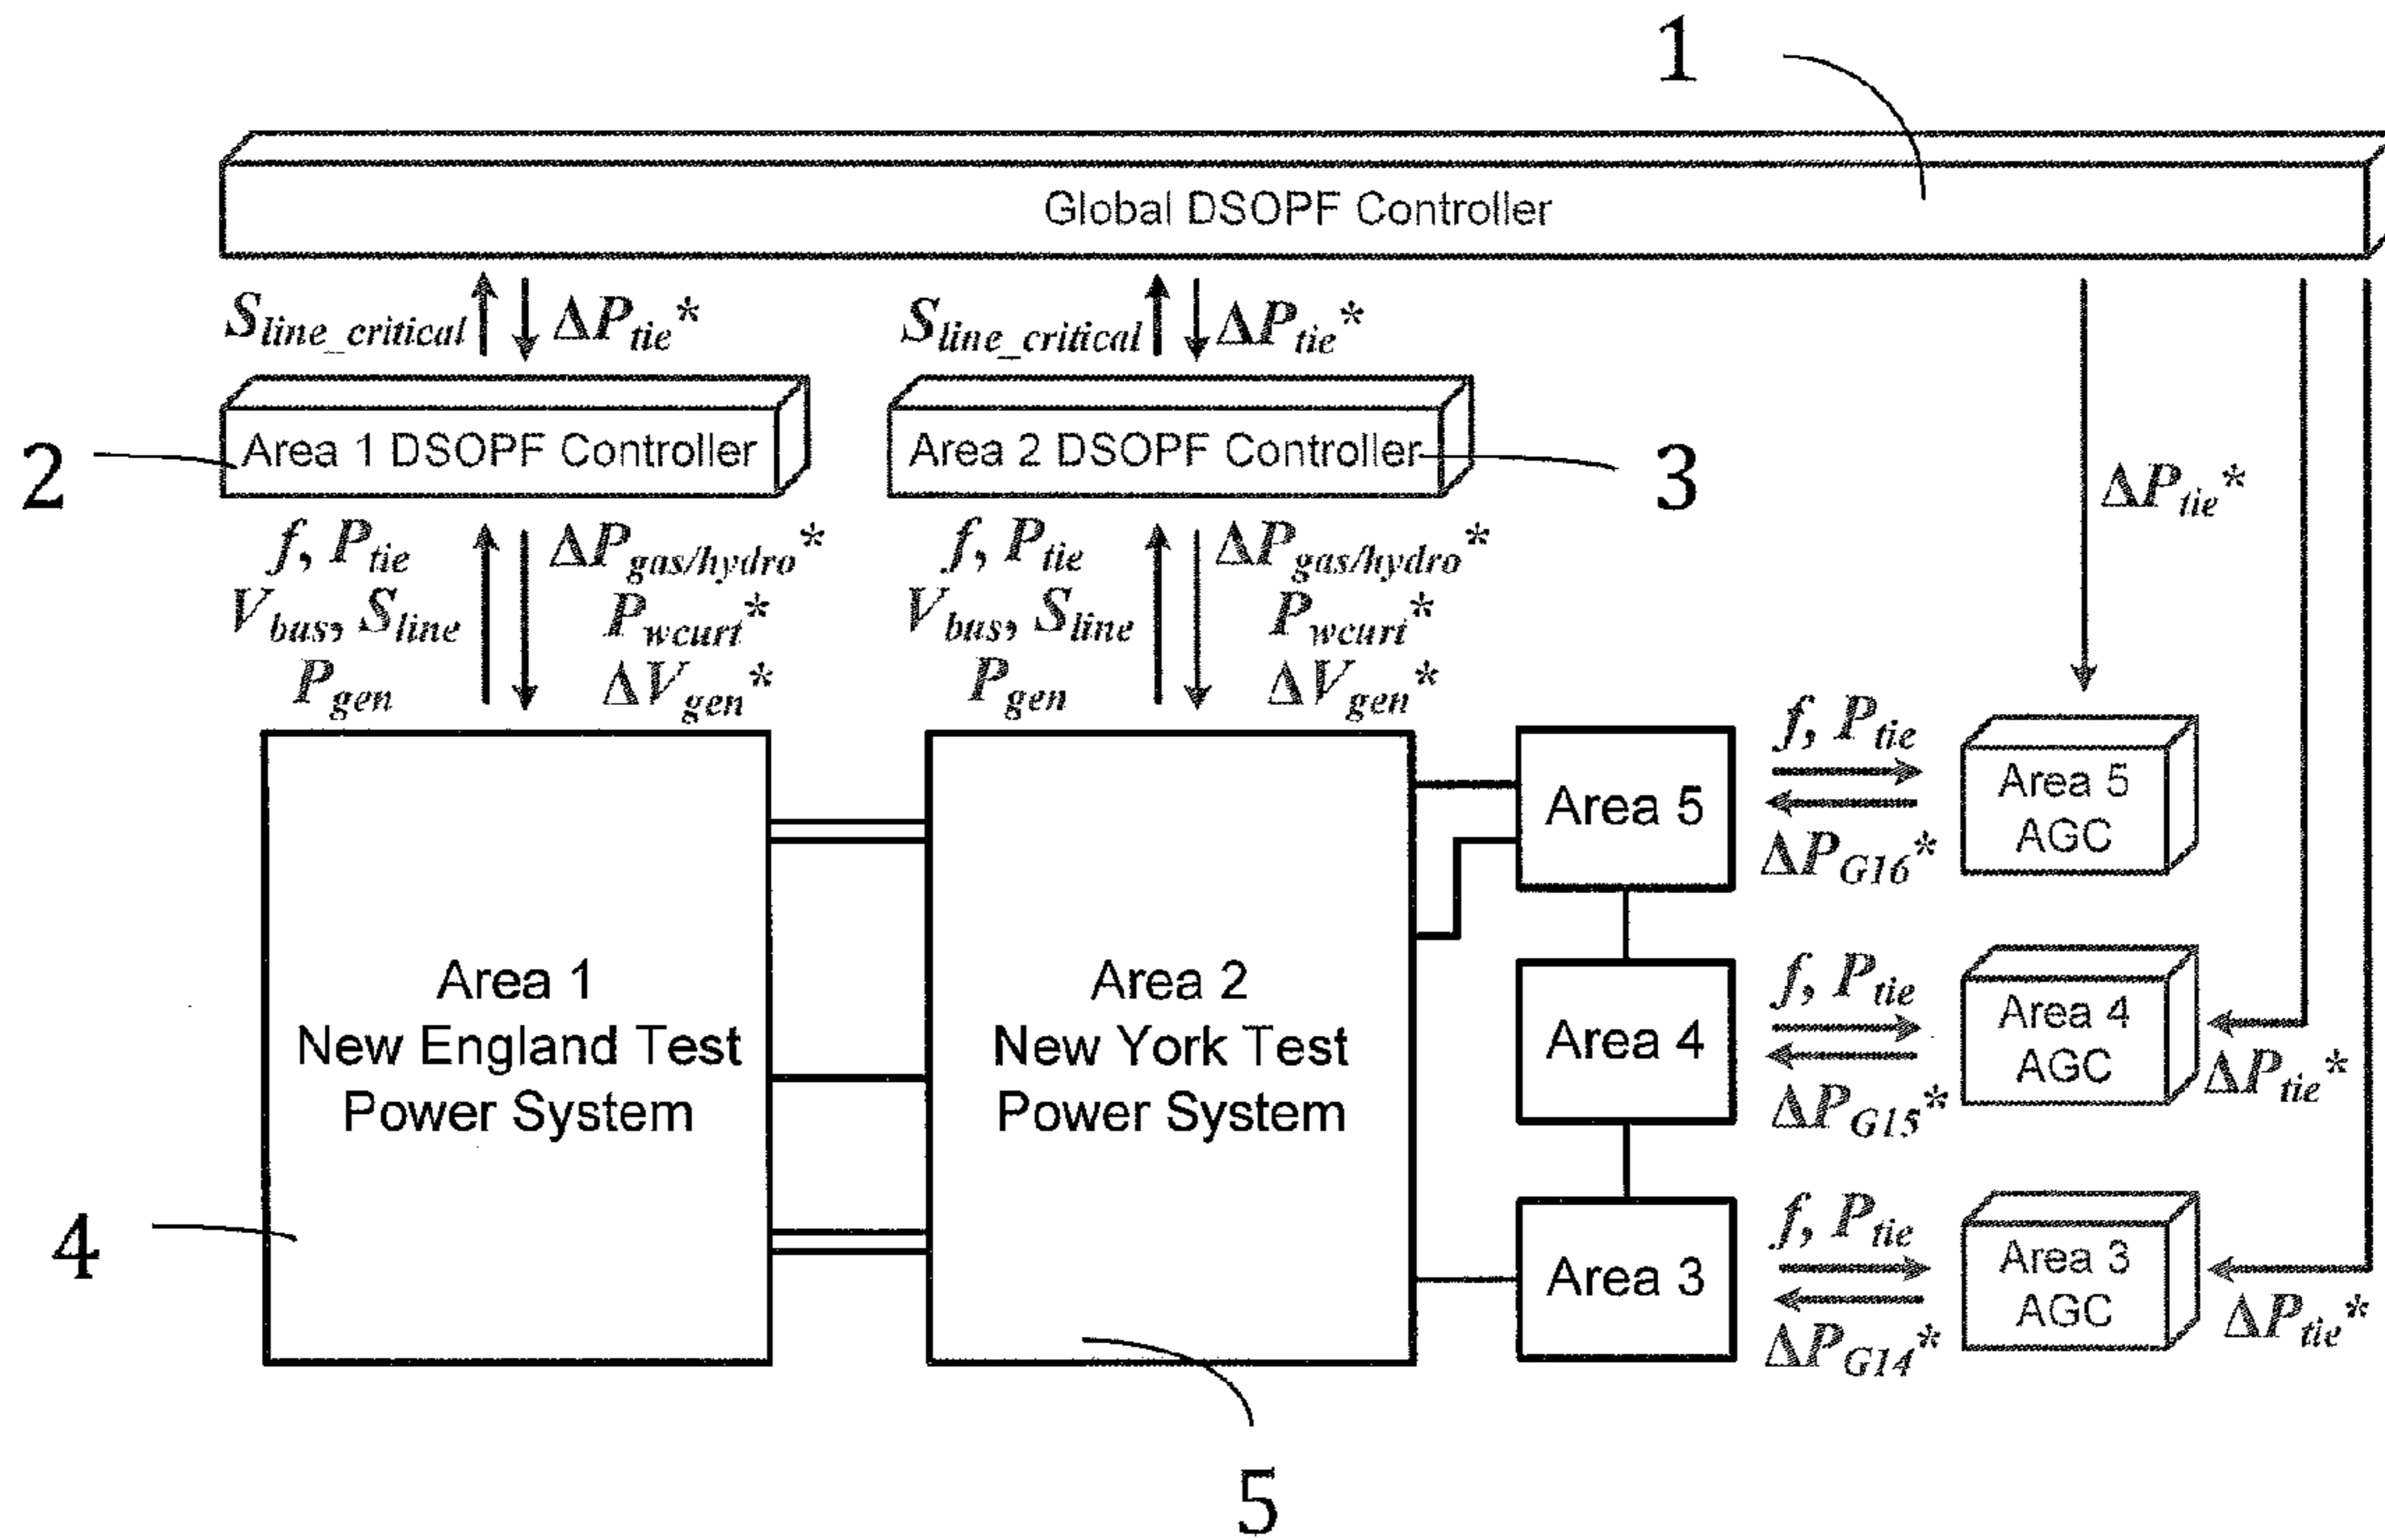 1
Global DSOPF Controller
S_line_critical ΔP_tie* S_line_critical ΔP_tie*
2 Area 1 DSOPF Controller Area 2 DSOPF Controller 3
ΔP_tie*
f, P_tie ΔP_gas/hydro* f, P_tie ΔP_gas/hydro*
V_bus, S_line P_wcurt* V_bus, S_line P_wcurt*
P_gen ΔV_gen* P_gen ΔV_gen*
Area 1
New England Test
Power System
4
Area 2
New York Test
Power System
5
Area 5
f, P_tie
ΔP_G16*
Area 5
AGC
Area 4
f, P_tie
ΔP_G15*
Area 4
AGC
ΔP_tie*
Area 3
f, P_tie
ΔP_G14*
Area 3
AGC
ΔP_tie*